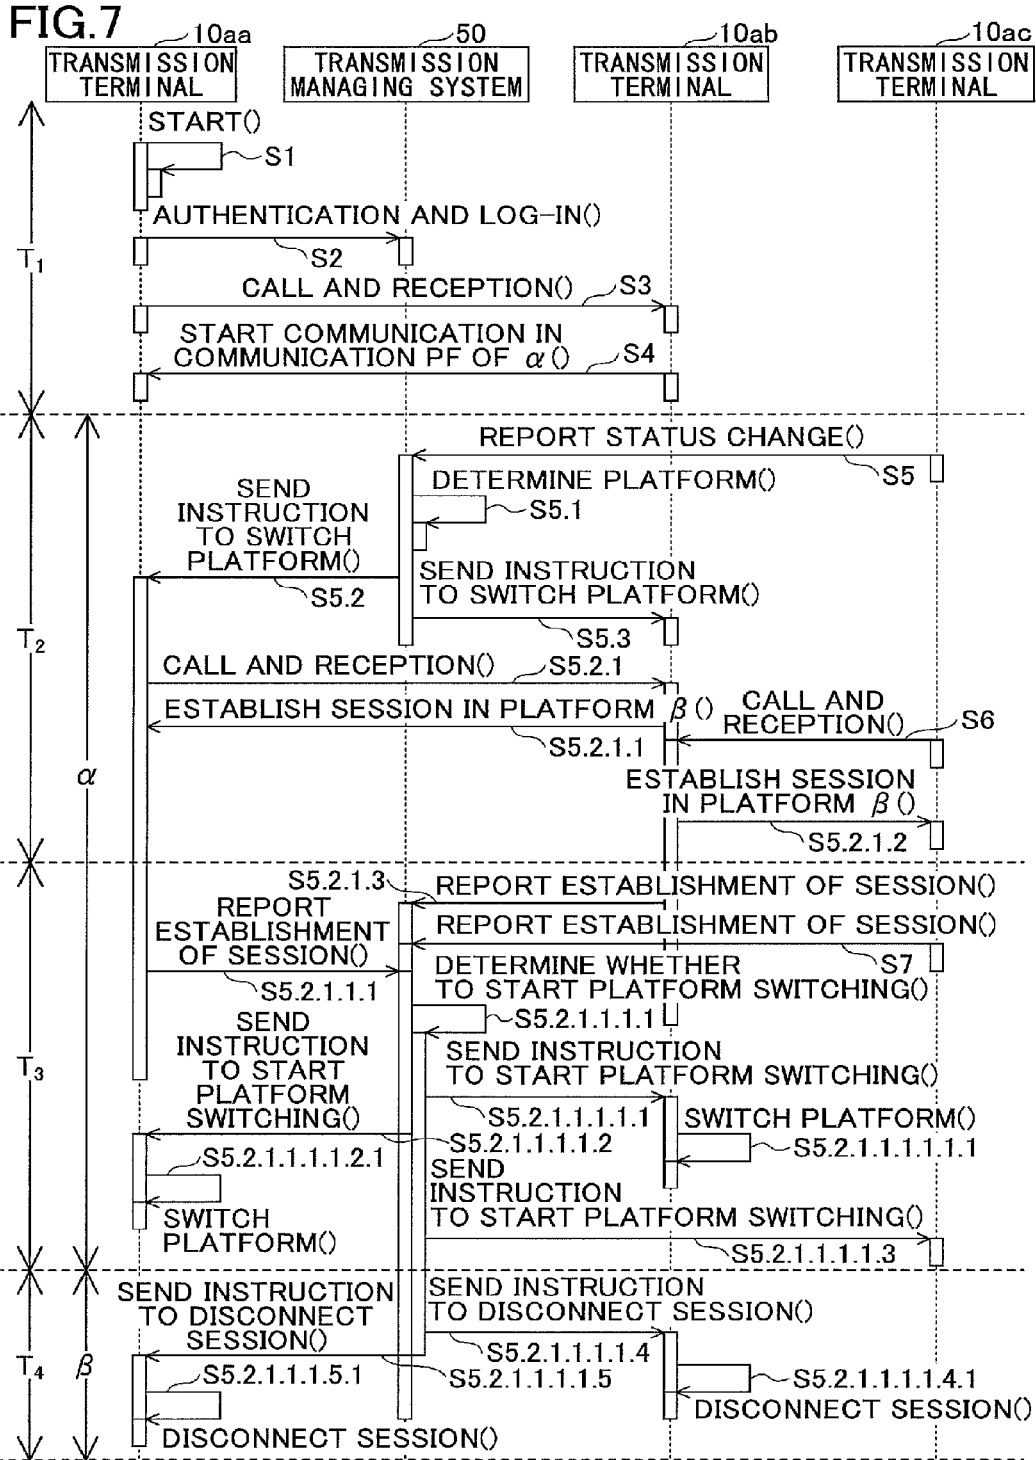 FIG.7
10aa
50
10ab
10ac
TRANSMISSION
TERMINAL
TRANSMISSION
MANAGING SYSTEM
TRANSMISSION
TERMINAL
TRANSMISSION
TERMINAL
START()
S1
AUTHENTICATION AND LOG-IN()
S2
T1
CALL AND RECEPTION()
S3
START COMMUNICATION IN
COMMUNICATION PF OF α()
S4
REPORT STATUS CHANGE()
S5
DETERMINE PLATFORM()
S5.1
SEND
INSTRUCTION
TO SWITCH
PLATFORM()
S5.2
SEND INSTRUCTION
TO SWITCH PLATFORM()
S5.3
T2
CALL AND RECEPTION()
S5.2.1
ESTABLISH SESSION IN PLATFORM β()
S5.2.1.1
CALL AND
RECEPTION()
S6
α
ESTABLISH SESSION
IN PLATFORM β()
S5.2.1.2
S5.2.1.3
REPORT ESTABLISHMENT OF SESSION()
REPORT
ESTABLISHMENT
OF SESSION()
S5.2.1.1.1
REPORT ESTABLISHMENT OF SESSION()
S7
DETERMINE WHETHER
TO START PLATFORM SWITCHING()
S5.2.1.1.1.1
T3
SEND
INSTRUCTION
TO START
PLATFORM
SWITCHING()
SEND INSTRUCTION
TO START PLATFORM SWITCHING()
S5.2.1.1.1.1.1
S5.2.1.1.1.1.2
SWITCH PLATFORM()
S5.2.1.1.1.1.1.1
S5.2.1.1.1.1.2.1
SWITCH
PLATFORM()
SEND
INSTRUCTION
TO START PLATFORM SWITCHING()
S5.2.1.1.1.1.3
SEND INSTRUCTION
TO DISCONNECT
SESSION()
SEND INSTRUCTION
TO DISCONNECT SESSION()
S5.2.1.1.1.1.4
S5.2.1.1.1.1.5
T4
β
S5.2.1.1.1.5.1
S5.2.1.1.1.1.4.1
DISCONNECT SESSION()
DISCONNECT SESSION()